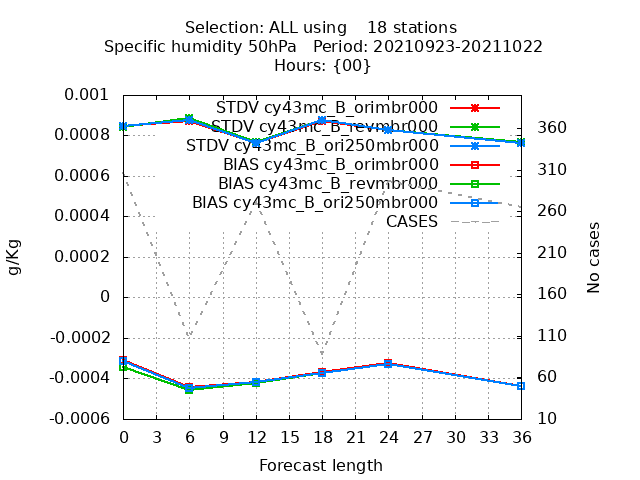 Selection: ALL using    18 stations
Specific humidity 50hPa   Period: 20210923-20211022
Hours: {00}
STDV cy43mc_B_orimbr000
STDV cy43mc_B_revmbr000
STDV cy43mc_B_ori250mbr000
BIAS cy43mc_B_orimbr000
BIAS cy43mc_B_revmbr000
BIAS cy43mc_B_ori250mbr000
CASES
g/Kg
0.001
0.0008
0.0006
0.0004
0.0002
0
-0.0002
-0.0004
-0.0006
No cases
360
310
260
210
160
110
60
10
0 3 6 9 12 15 18 21 24 27 30 33 36
Forecast length